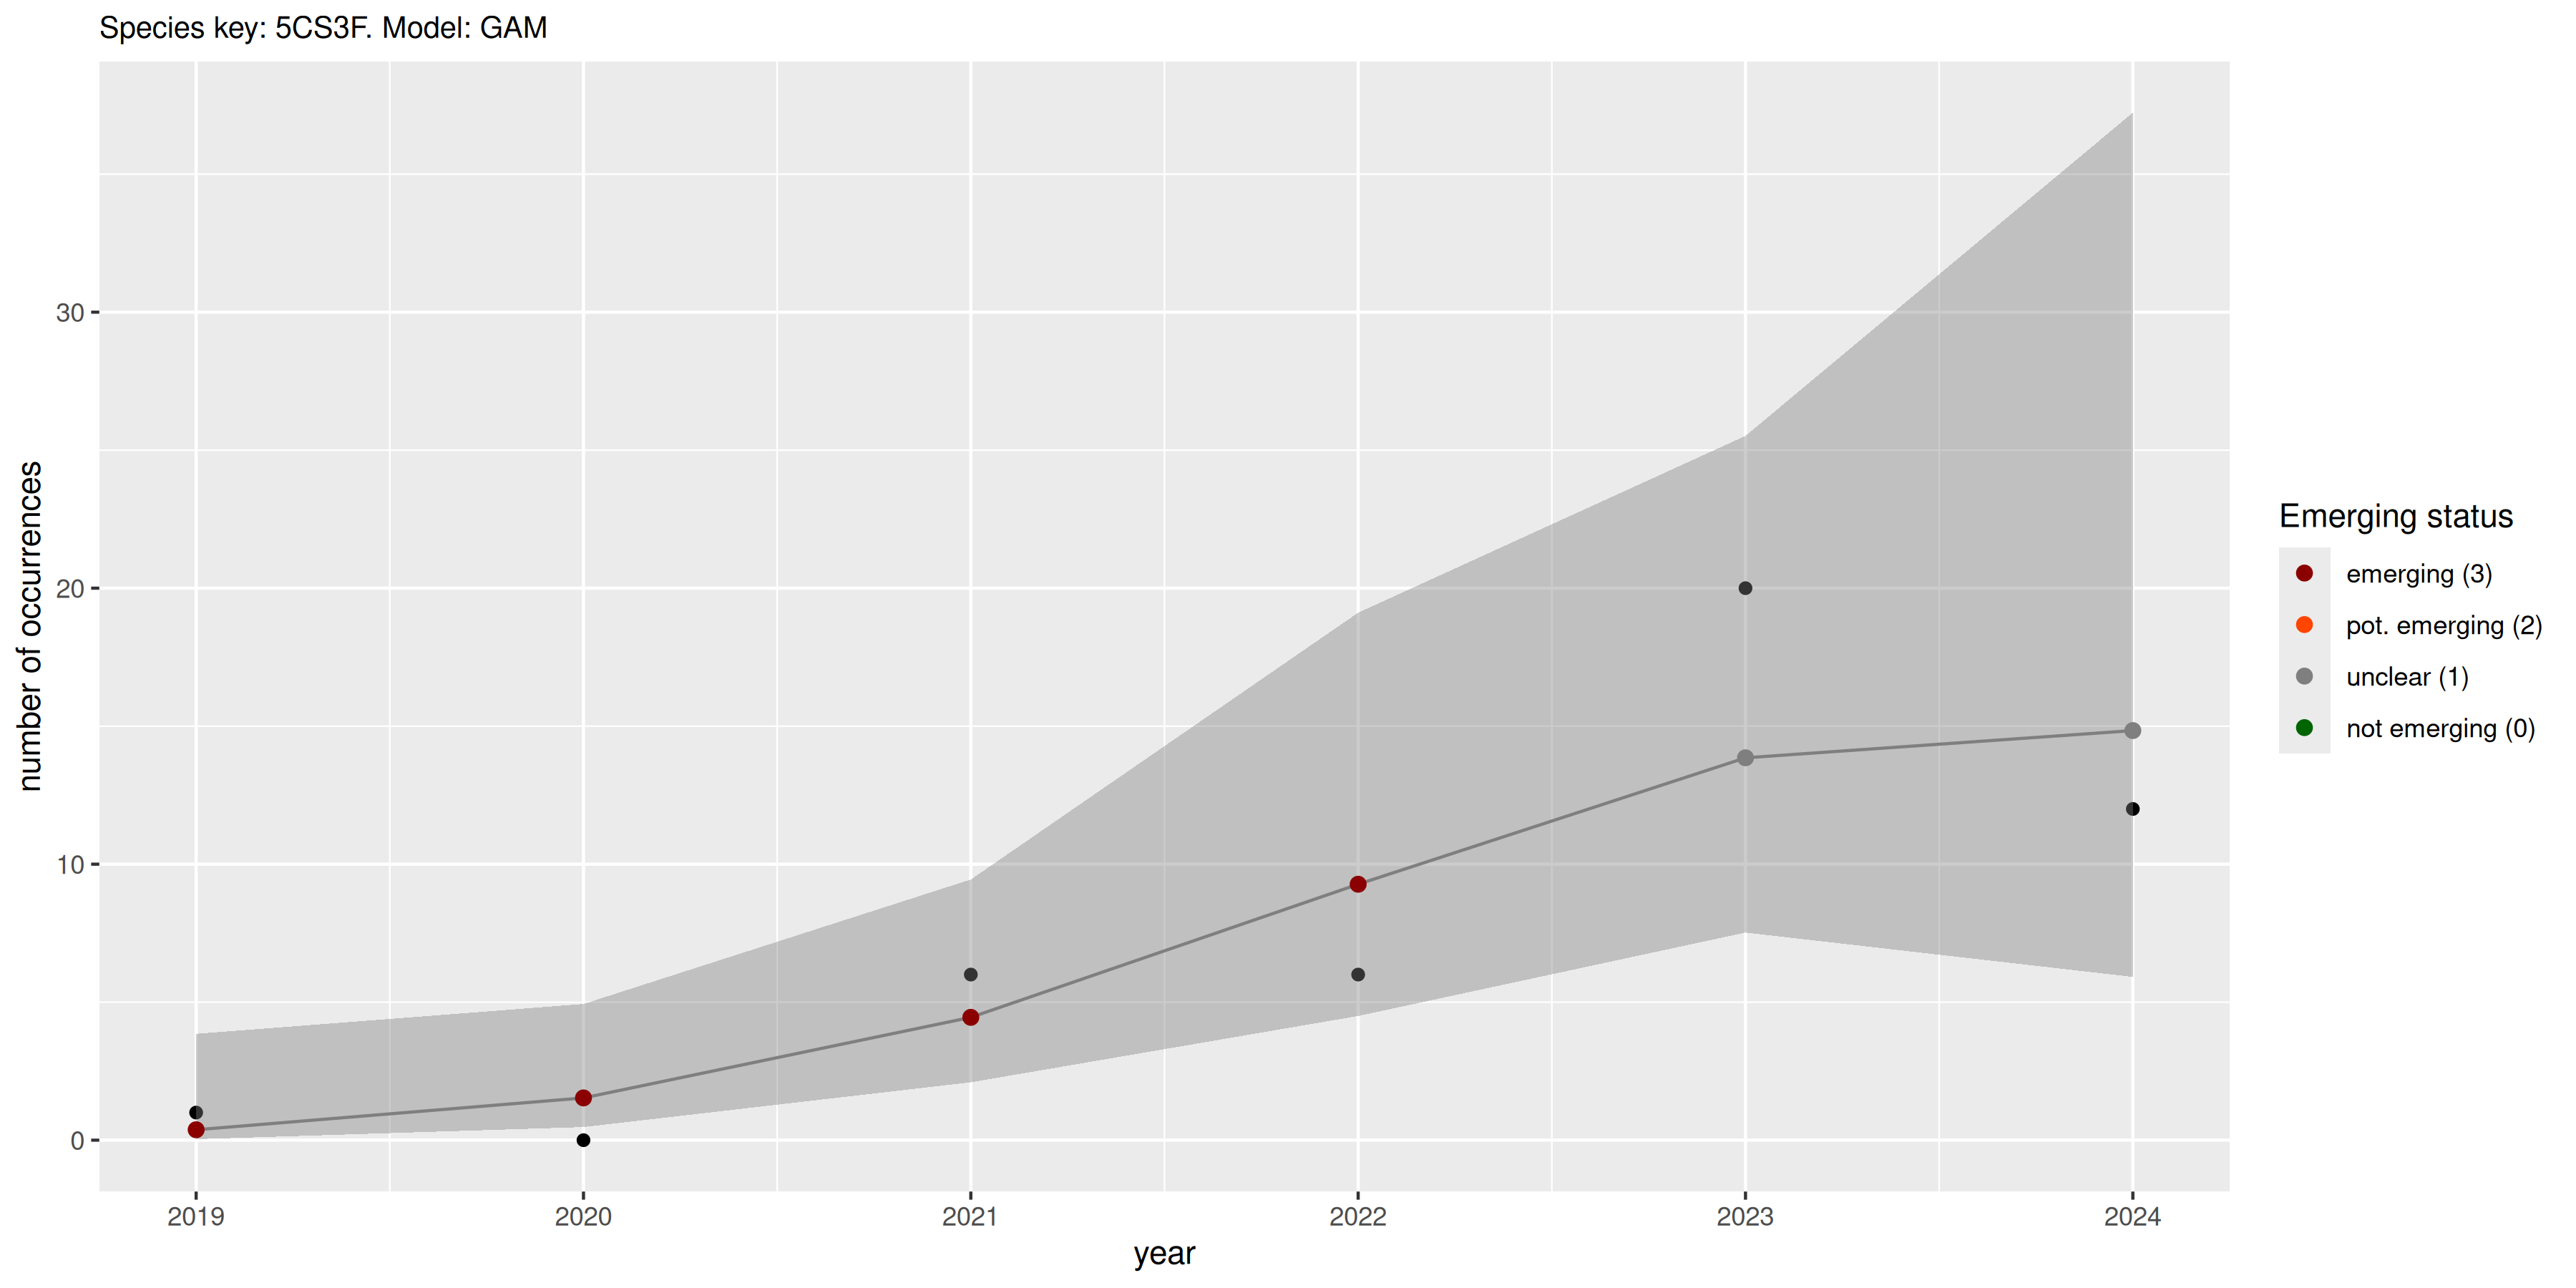 Species key: 5CS3F. Model: GAM
number of occurrences
30
20
10
0
2019 2020 2021 2022 2023 2024
year
Emerging status
emerging (3)
pot. emerging (2)
unclear (1)
not emerging (0)